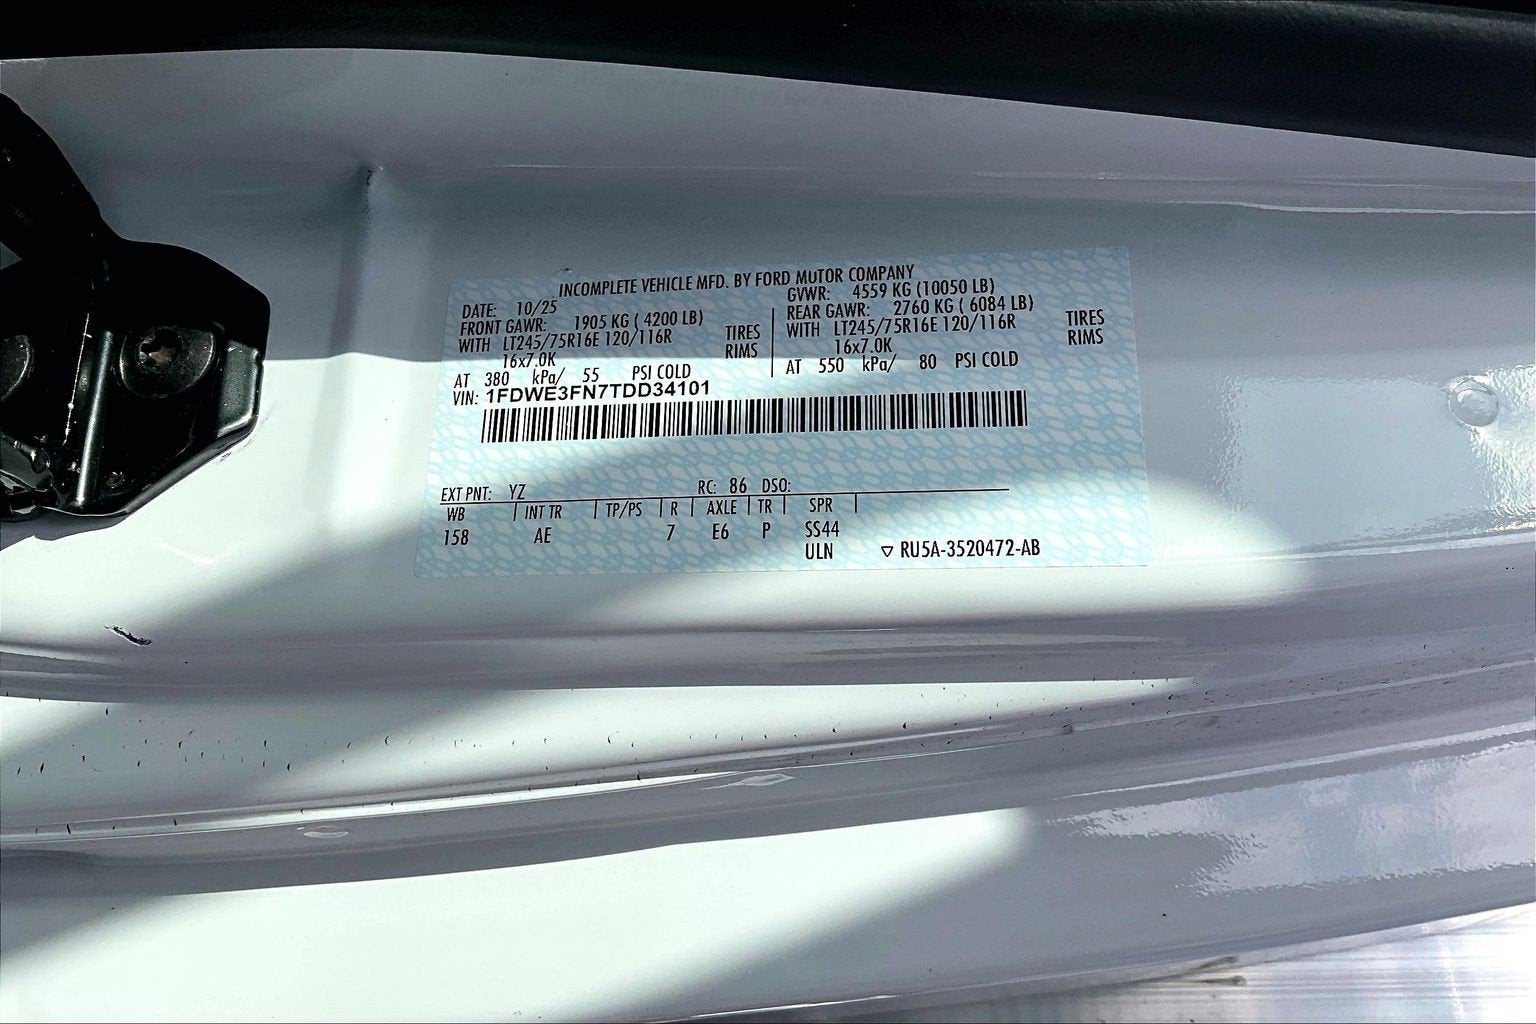 INCOMPLETE VEHICLE MFD. BY FORD MOTOR COMPANY
DATE: 10/25 GVWR: 4559 KG (10050 LB)
FRONT GAWR: 1905 KG ( 4200 LB) REAR GAWR: 2760 KG ( 6084 LB)
WITH LT245/75R16E 120/116R TIRES WITH LT245/75R16E 120/116R TIRES
16x7.0K RIMS 16x7.0K RIMS
AT 380 kPa/ 55 PSI COLD AT 550 kPa/ 80 PSI COLD
VIN: 1FDWE3FN7TDD34101
EXT PNT: YZ RC: 86 DSO:
WB | INT TR | TP/PS | R | AXLE | TR | SPR |
158 AE 7 E6 P SS44
ULN ▽ RU5A-3520472-AB